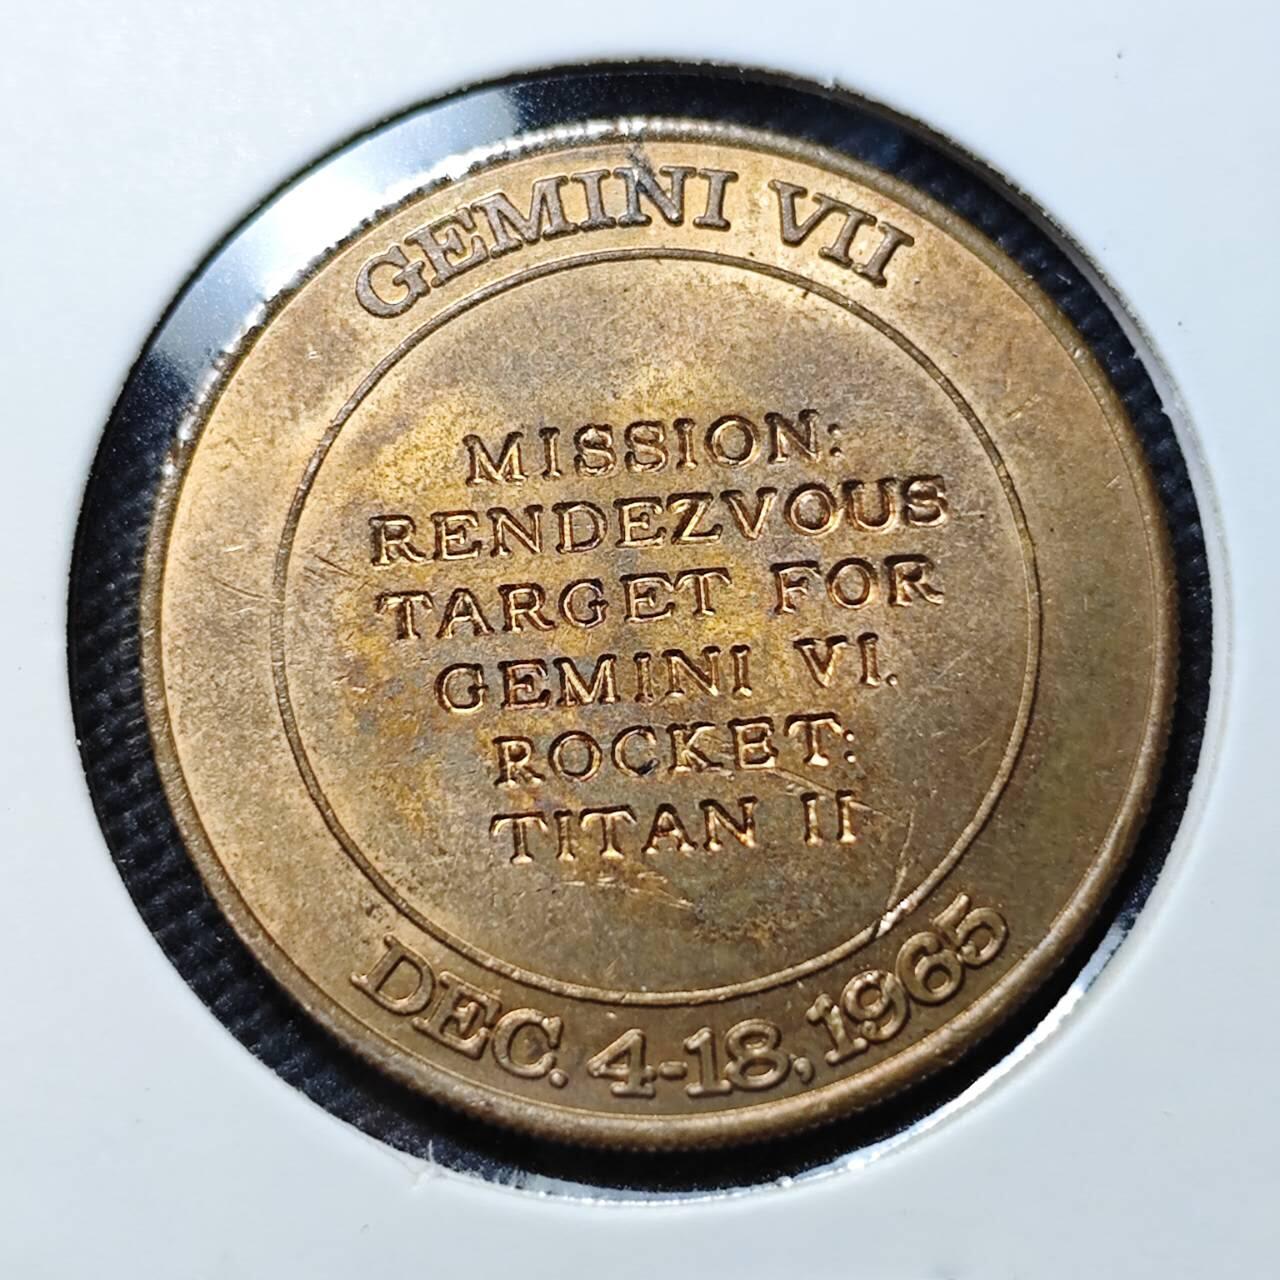 GEMINI VII
MISSION:
RENDEZVOUS
TARGET FOR
GEMINI VI.
ROCKET:
TITAN II
DEC. 4-18, 1965